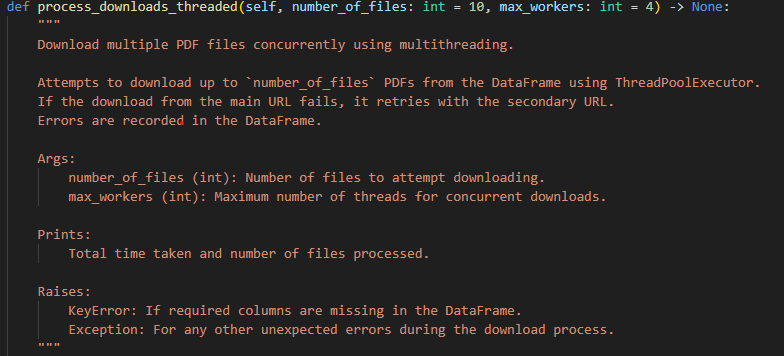 def process_downloads_threaded(self, number_of_files: int = 10, max_workers: int = 4) -> None:
"""
Download multiple PDF files concurrently using multithreading.
Attempts to download up to `number_of_files` PDFs from the DataFrame using ThreadPoolExecutor.
If the download from the main URL fails, it retries with the secondary URL.
Errors are recorded in the DataFrame.
Args:
number_of_files (int): Number of files to attempt downloading.
max_workers (int): Maximum number of threads for concurrent downloads.
Prints:
Total time taken and number of files processed.
Raises:
KeyError: If required columns are missing in the DataFrame.
Exception: For any other unexpected errors during the download process.
"""